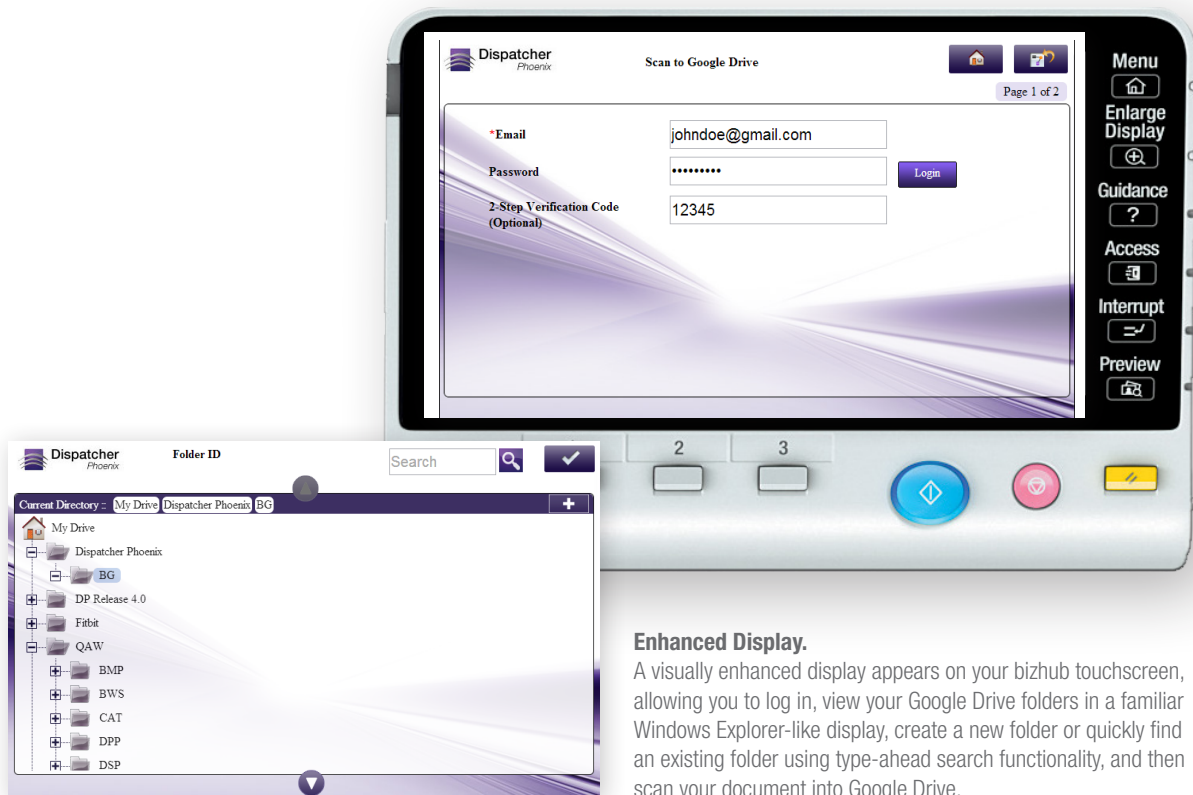 Dispatcher
Phoenix
Scan to Google Drive
Page 1 of 2
*Email
johndoe@gmail.com
Password
•••••••••
Login
2-Step Verification Code
(Optional)
12345
Menu
Enlarge
Display
Guidance
?
Access
Interrupt
Preview
2
3
Dispatcher
Phoenix
Folder ID
Search
Current Directory :: My Drive Dispatcher Phoenix BG
+
My Drive
Dispatcher Phoenix
BG
DP Release 4.0
Fitbit
QAW
BMP
BWS
CAT
DPP
DSP
Enhanced Display.
A visually enhanced display appears on your bizhub touchscreen,
allowing you to log in, view your Google Drive folders in a familiar
Windows Explorer-like display, create a new folder or quickly find
an existing folder using type-ahead search functionality, and then
scan your document into Google Drive.